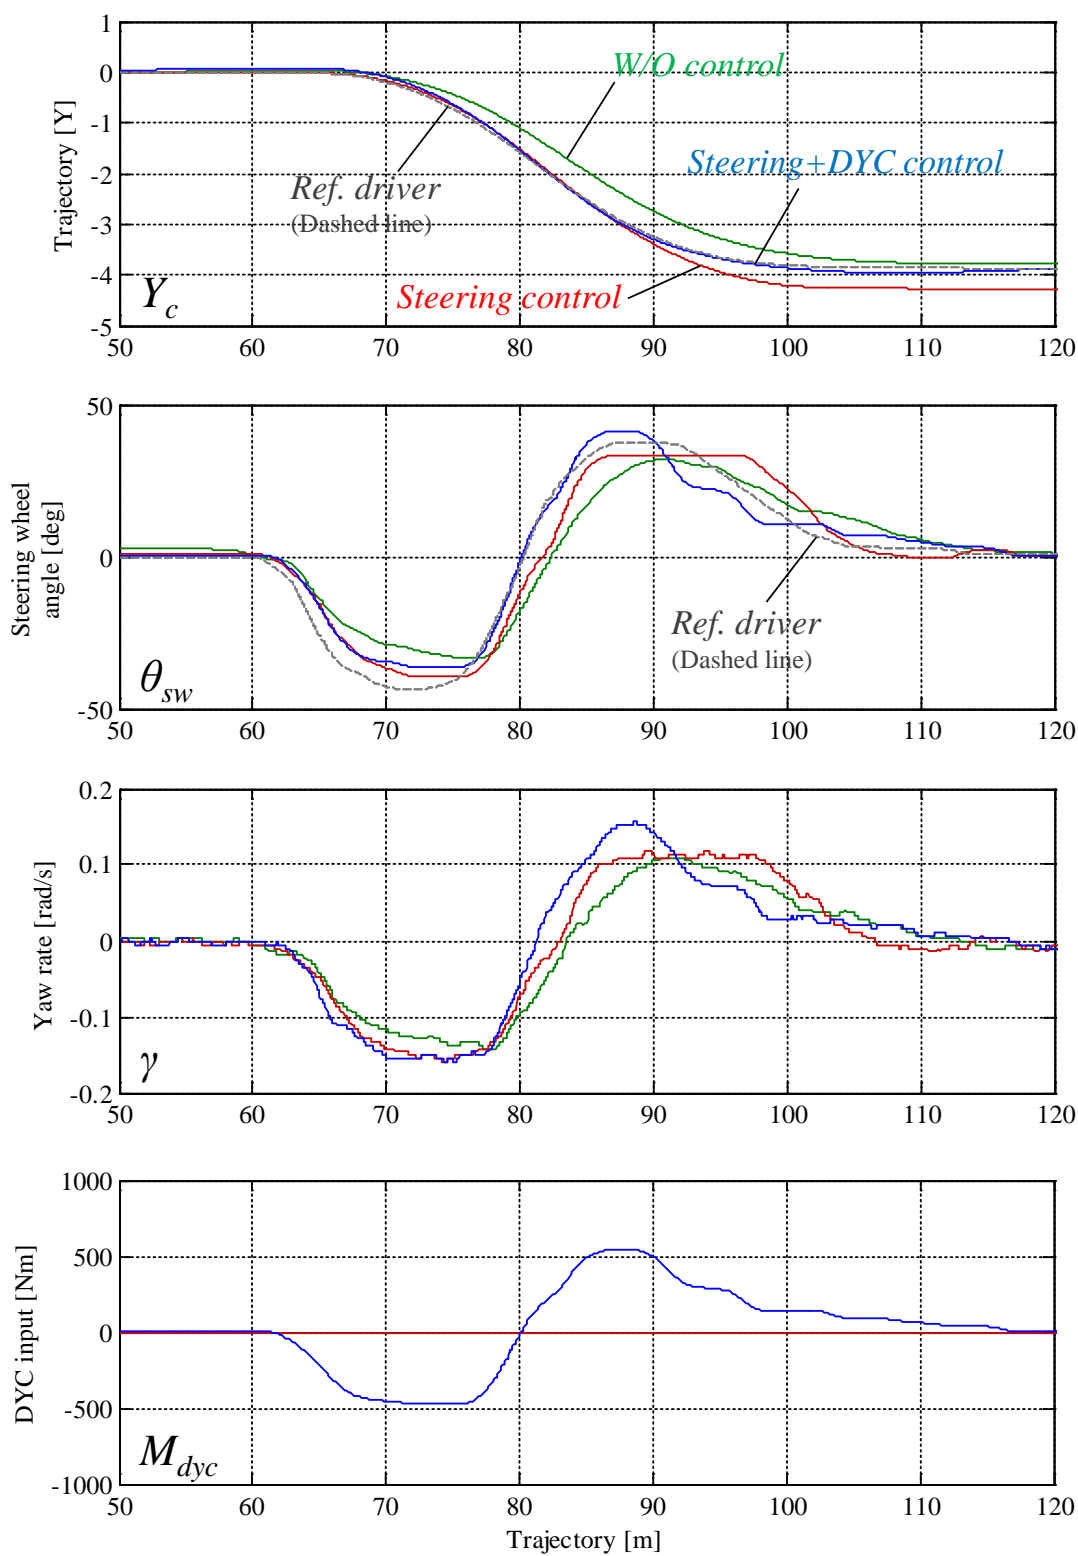 1
0
-1
-2
-3
-4
-5
Trajectory [Y]
W/O control
Steering+DYC control
Ref. driver
(Dashed line)
Steering control
Y_c
50 60 70 80 90 100 110 120
50
0
-50
Steering wheel
angle [deg]
Ref. driver
(Dashed line)
θ_sw
50 60 70 80 90 100 110 120
0.2
0.1
0
-0.1
-0.2
Yaw rate [rad/s]
γ
50 60 70 80 90 100 110 120
1000
500
0
-500
-1000
DYC input [Nm]
M_dyc
50 60 70 80 90 100 110 120
Trajectory [m]